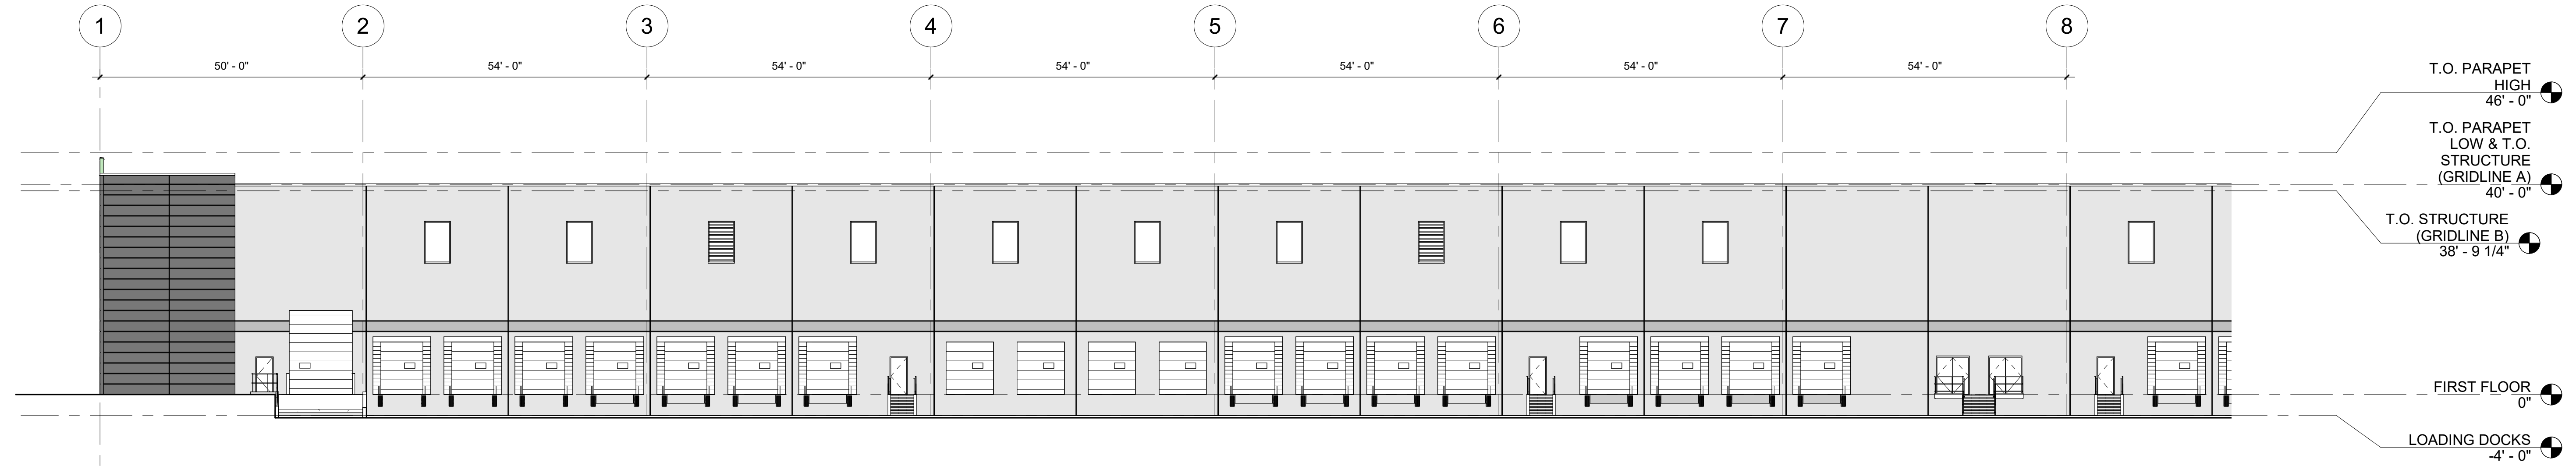 1 2 3 4 5 6 7 8
50' - 0" 54' - 0" 54' - 0" 54' - 0" 54' - 0" 54' - 0" 54' - 0"
T.O. PARAPET
HIGH
46' - 0"
T.O. PARAPET
LOW & T.O.
STRUCTURE
(GRIDLINE A)
40' - 0"
T.O. STRUCTURE
(GRIDLINE B)
38' - 9 1/4"
FIRST FLOOR
0"
LOADING DOCKS
-4' - 0"